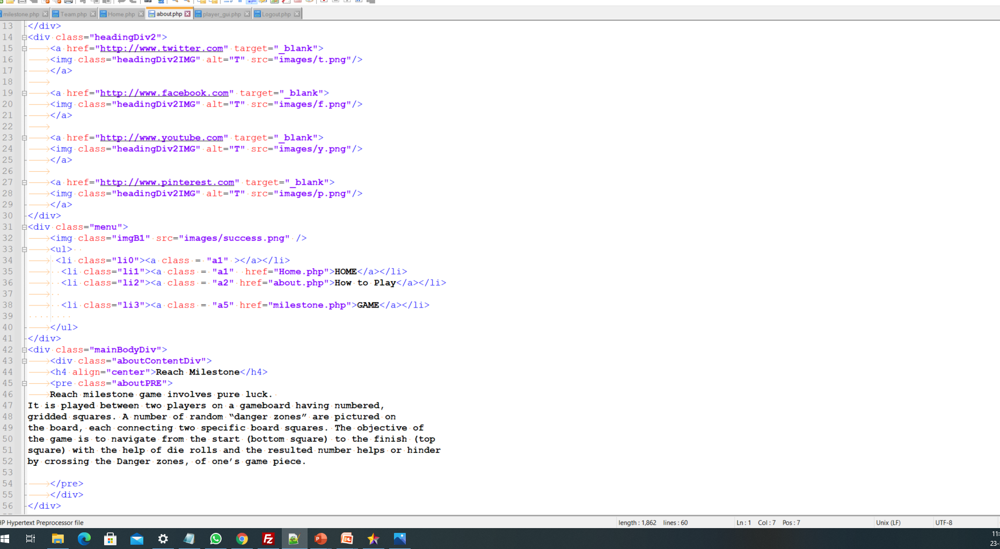 milestone.php Team.php Home.php about.php player_gui.php Logout.php
13 </div>
14 <div class="headingDiv2">
15 <a href="http://www.twitter.com" target="_blank">
16 <img class="headingDiv2IMG" alt="T" src="images/t.png"/>
17 </a>
18
19 <a href="http://www.facebook.com" target="_blank">
20 <img class="headingDiv2IMG" alt="T" src="images/f.png"/>
21 </a>
22
23 <a href="http://www.youtube.com" target="_blank">
24 <img class="headingDiv2IMG" alt="T" src="images/y.png"/>
25 </a>
26
27 <a href="http://www.pinterest.com" target="_blank">
28 <img class="headingDiv2IMG" alt="T" src="images/p.png"/>
29 </a>
30 </div>
31 <div class="menu">
32 <img class="imgB1" src="images/success.png" />
33 <ul>
34 <li class="li0"><a class = "a1" ></a></li>
35 <li class="li1"><a class = "a1"  href="Home.php">HOME</a></li>
36 <li class="li2"><a class = "a2" href="about.php">How to Play</a></li>
37
38 <li class="li3"><a class = "a5" href="milestone.php">GAME</a></li>
39
40 </ul>
41 </div>
42 <div class="mainBodyDiv">
43 <div class="aboutContentDiv">
44 <h4 align="center">Reach Milestone</h4>
45 <pre class="aboutPRE">
46 Reach milestone game involves pure luck.
47 It is played between two players on a gameboard having numbered,
48 gridded squares. A number of random “danger zones” are pictured on
49 the board, each connecting two specific board squares. The objective of
50 the game is to navigate from the start (bottom square) to the finish (top
51 square) with the help of die rolls and the resulted number helps or hinder
52 by crossing the Danger zones, of one’s game piece.
53
54 </pre>
55 </div>
56 </div>
HP Hypertext Preprocessor file length : 1,862 lines : 60 Ln : 1 Col : 7 Pos : 7 Unix (LF) UTF-8
11:
23-